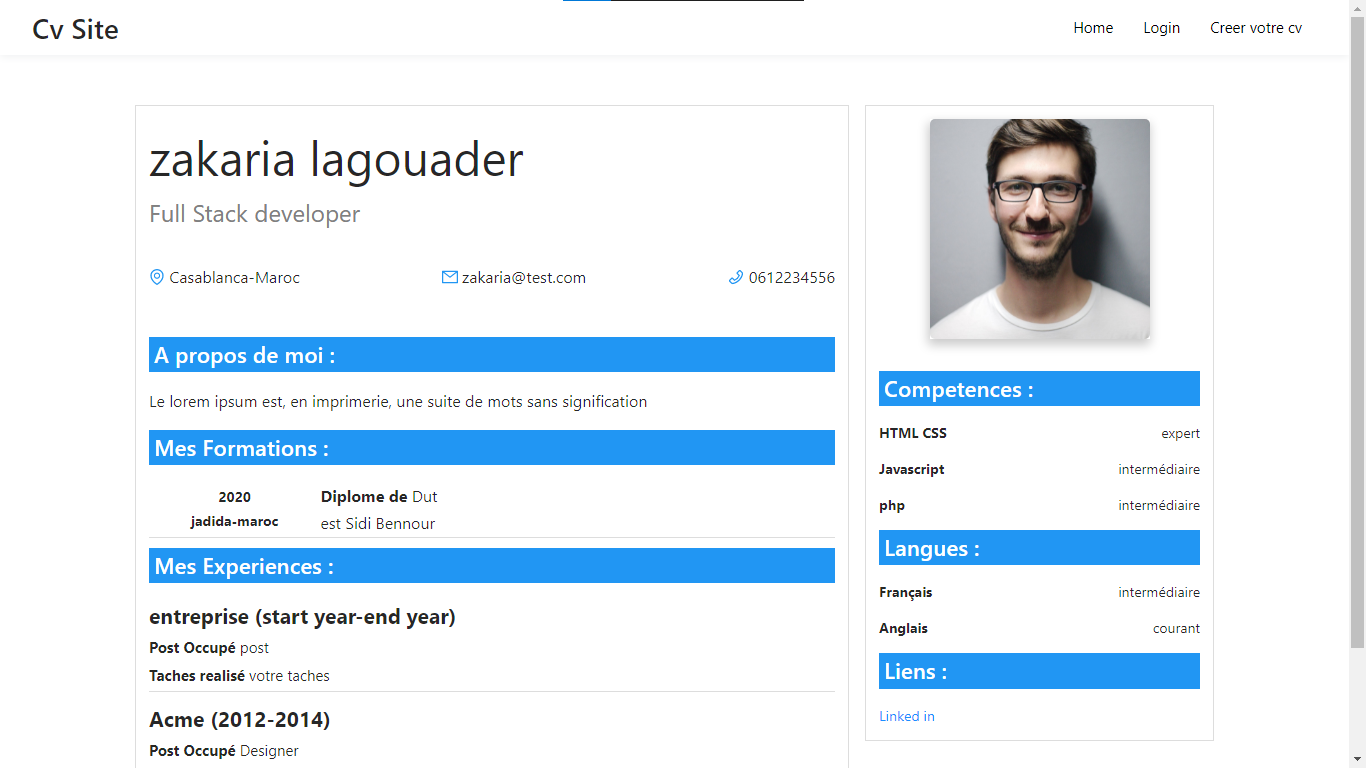 Cv Site
Home Login Creer votre cv
zakaria lagouader
Full Stack developer
Casablanca-Maroc zakaria@test.com 0612234556
A propos de moi :
Le lorem ipsum est, en imprimerie, une suite de mots sans signification
Mes Formations :
2020 Diplome de Dut
jadida-maroc est Sidi Bennour
Mes Experiences :
entreprise (start year-end year)
Post Occupé post
Taches realisé votre taches
Acme (2012-2014)
Post Occupé Designer
Competences :
HTML CSS expert
Javascript intermédiaire
php intermédiaire
Langues :
Français intermédiaire
Anglais courant
Liens :
Linked in